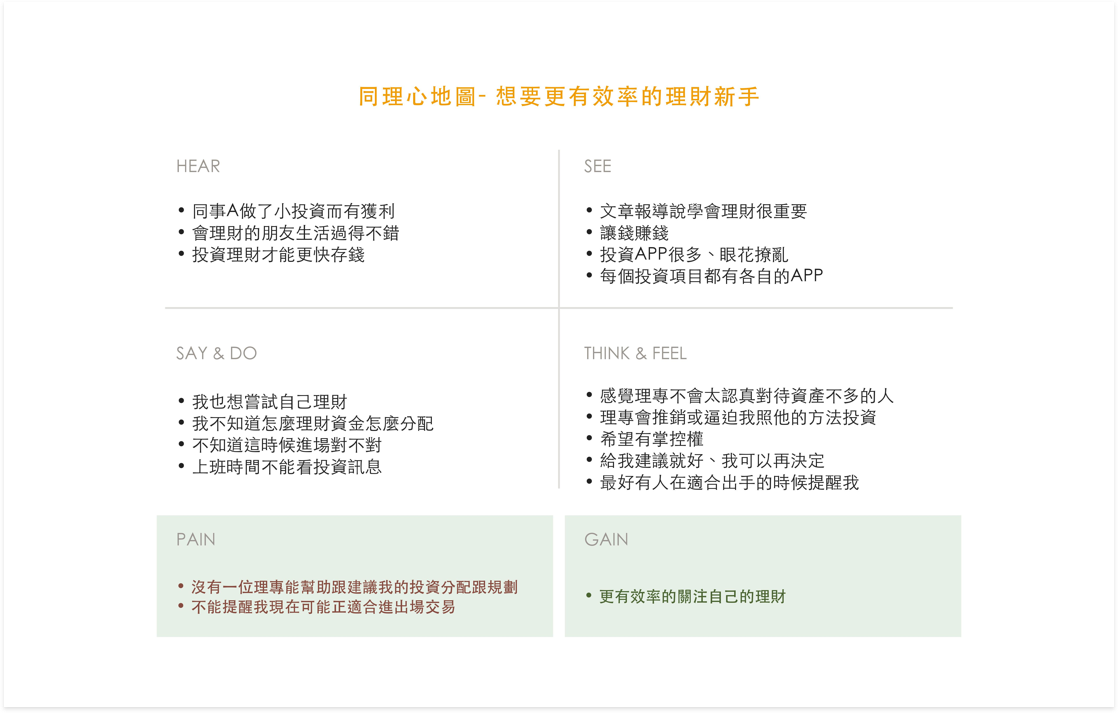 同理心地圖- 想要更有效率的理財新手
HEAR
• 同事A做了小投資而有獲利
• 會理財的朋友生活過得不錯
• 投資理財才能更快存錢
SEE
• 文章報導說學會理財很重要
• 讓錢賺錢
• 投資APP很多、眼花撩亂
• 每個投資項目都有各自的APP
SAY & DO
• 我也想嘗試自己理財
• 我不知道怎麼理財資金怎麼分配
• 不知道這時候進場對不對
• 上班時間不能看投資訊息
THINK & FEEL
• 感覺理專不會太認真對待資產不多的人
• 理專會推銷或逼迫我照他的方法投資
• 希望有掌控權
• 給我建議就好、我可以再決定
• 最好有人在適合出手的時候提醒我
PAIN
• 沒有一位理專能幫助跟建議我的投資分配跟規劃
• 不能提醒我現在可能正適合進出場交易
GAIN
• 更有效率的關注自己的理財